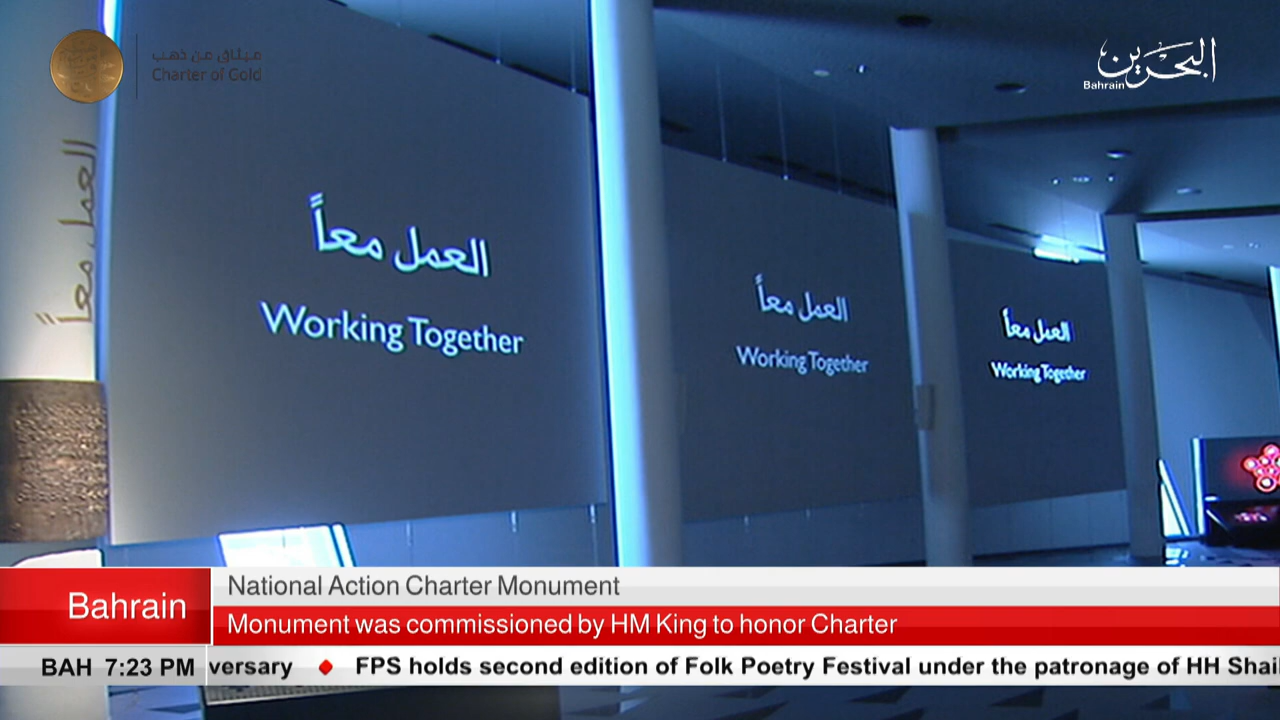 ميثاق من ذهب
Charter of Gold
البحرين
Bahrain
العمل معاً
العمل معاً
Working Together
العمل معاً
Working Together
العمل معاً
Working Together
Bahrain
National Action Charter Monument
Monument was commissioned by HM King to honor Charter
BAH 7:23 PM
versary ♦ FPS holds second edition of Folk Poetry Festival under the patronage of HH Shai